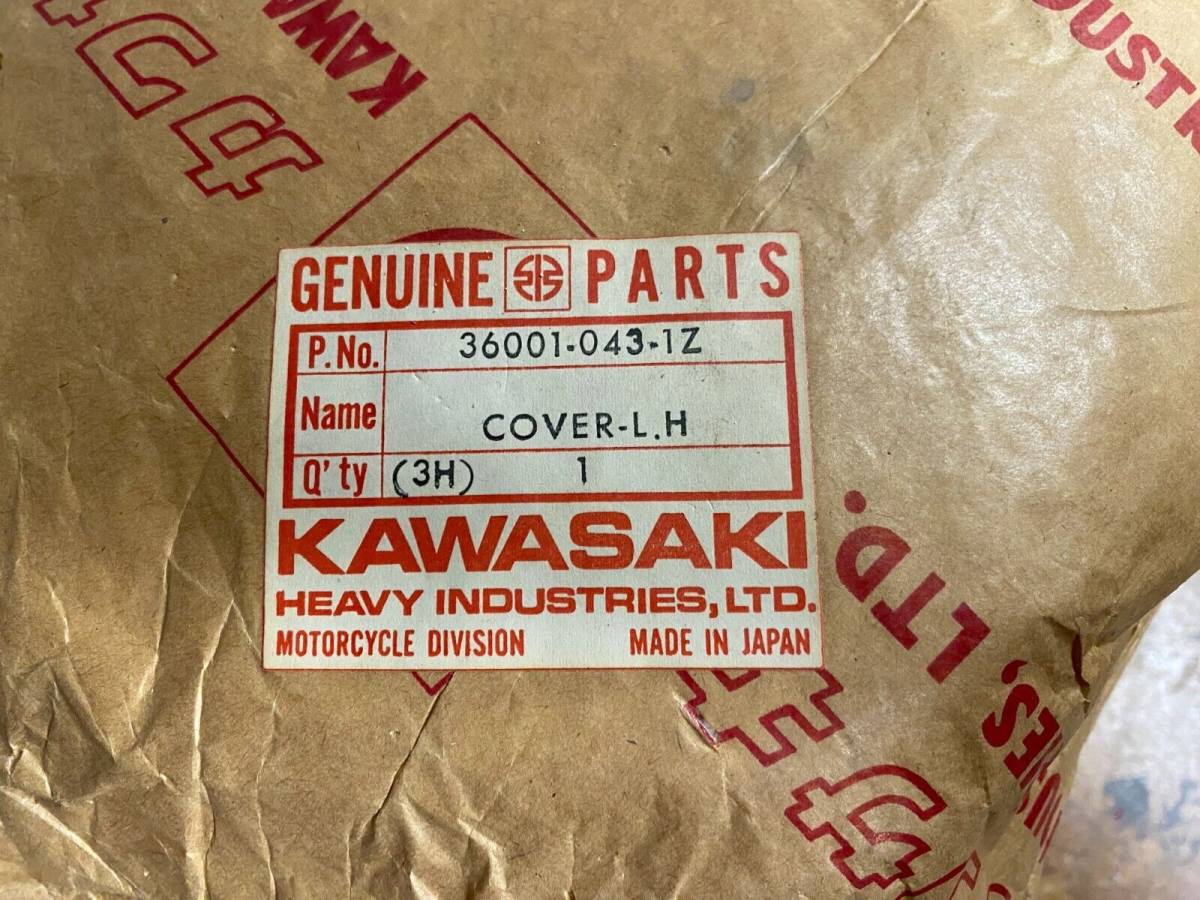 KAWA
GENUINE PARTS
P.No. 36001-043-1Z
Name COVER-L.H
Q'ty (3H) 1
KAWASAKI
HEAVY INDUSTRIES, LTD.
MOTORCYCLE DIVISION MADE IN JAPAN
LTD.